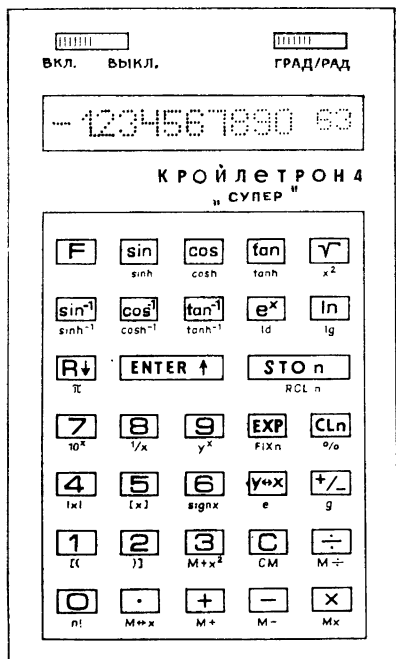 ВКЛ. ВЫКЛ. ГРАД/РАД
-1234567890 63
КРОЙЛЕТРОН 4
„ СУПЕР "
F sin cos tan √
sinh cosh tanh x²
sin⁻¹ cos⁻¹ tan⁻¹ eˣ ln
sinh⁻¹ cosh⁻¹ tanh⁻¹ ld lg
R↓ ENTER ↑ STO n
π RCL n
7 8 9 EXP CLn
10ˣ 1/x yˣ FIXn %
4 5 6 y↔x +/-
|x| [x] signx e g
1 2 3 C ÷
[( )] M+x² CM M÷
0 · + − ×
n! M↔x M+ M− Mx